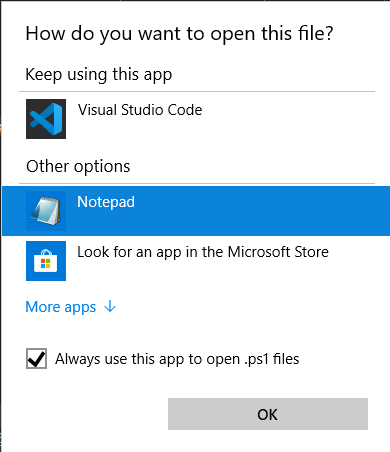 How do you want to open this file?
Keep using this app
Visual Studio Code
Other options
Notepad
Look for an app in the Microsoft Store
More apps ↓
Always use this app to open .ps1 files
OK